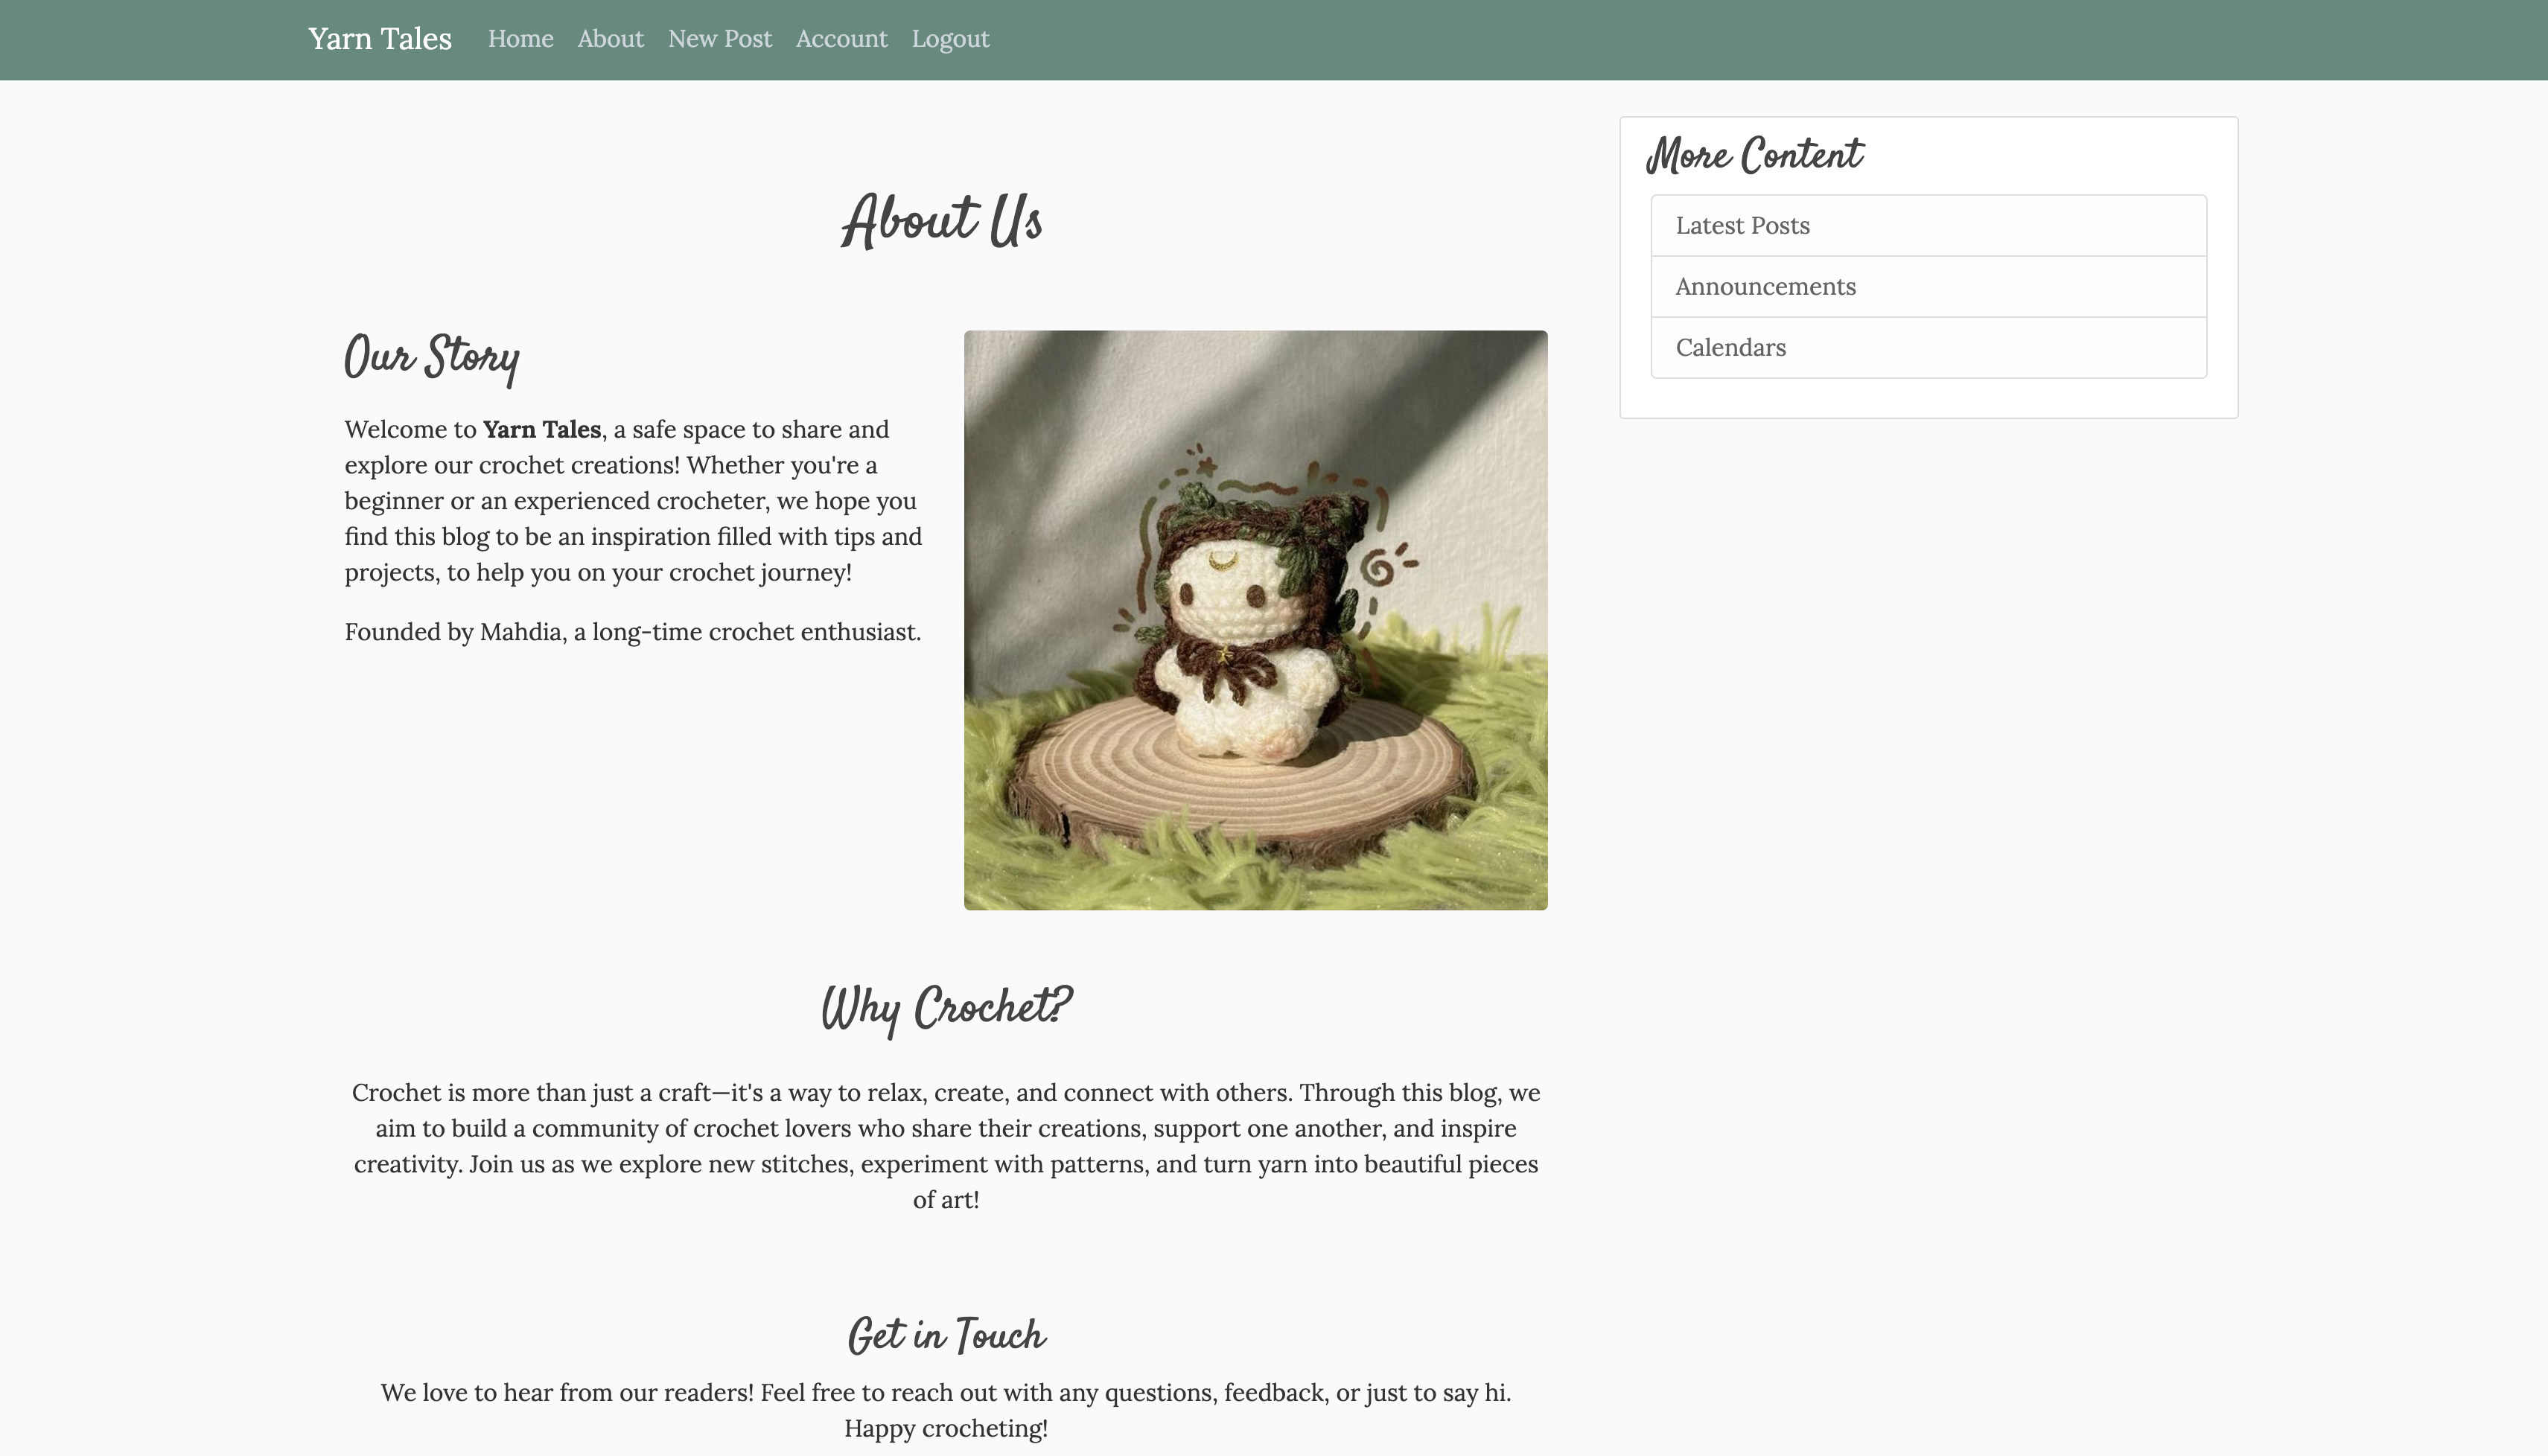 Yarn Tales Home About New Post Account Logout
About Us
Our Story
Welcome to Yarn Tales, a safe space to share and
explore our crochet creations! Whether you're a
beginner or an experienced crocheter, we hope you
find this blog to be an inspiration filled with tips and
projects, to help you on your crochet journey!
Founded by Mahdia, a long-time crochet enthusiast.
Why Crochet?
Crochet is more than just a craft—it's a way to relax, create, and connect with others. Through this blog, we
aim to build a community of crochet lovers who share their creations, support one another, and inspire
creativity. Join us as we explore new stitches, experiment with patterns, and turn yarn into beautiful pieces
of art!
Get in Touch
We love to hear from our readers! Feel free to reach out with any questions, feedback, or just to say hi.
Happy crocheting!
More Content
Latest Posts
Announcements
Calendars